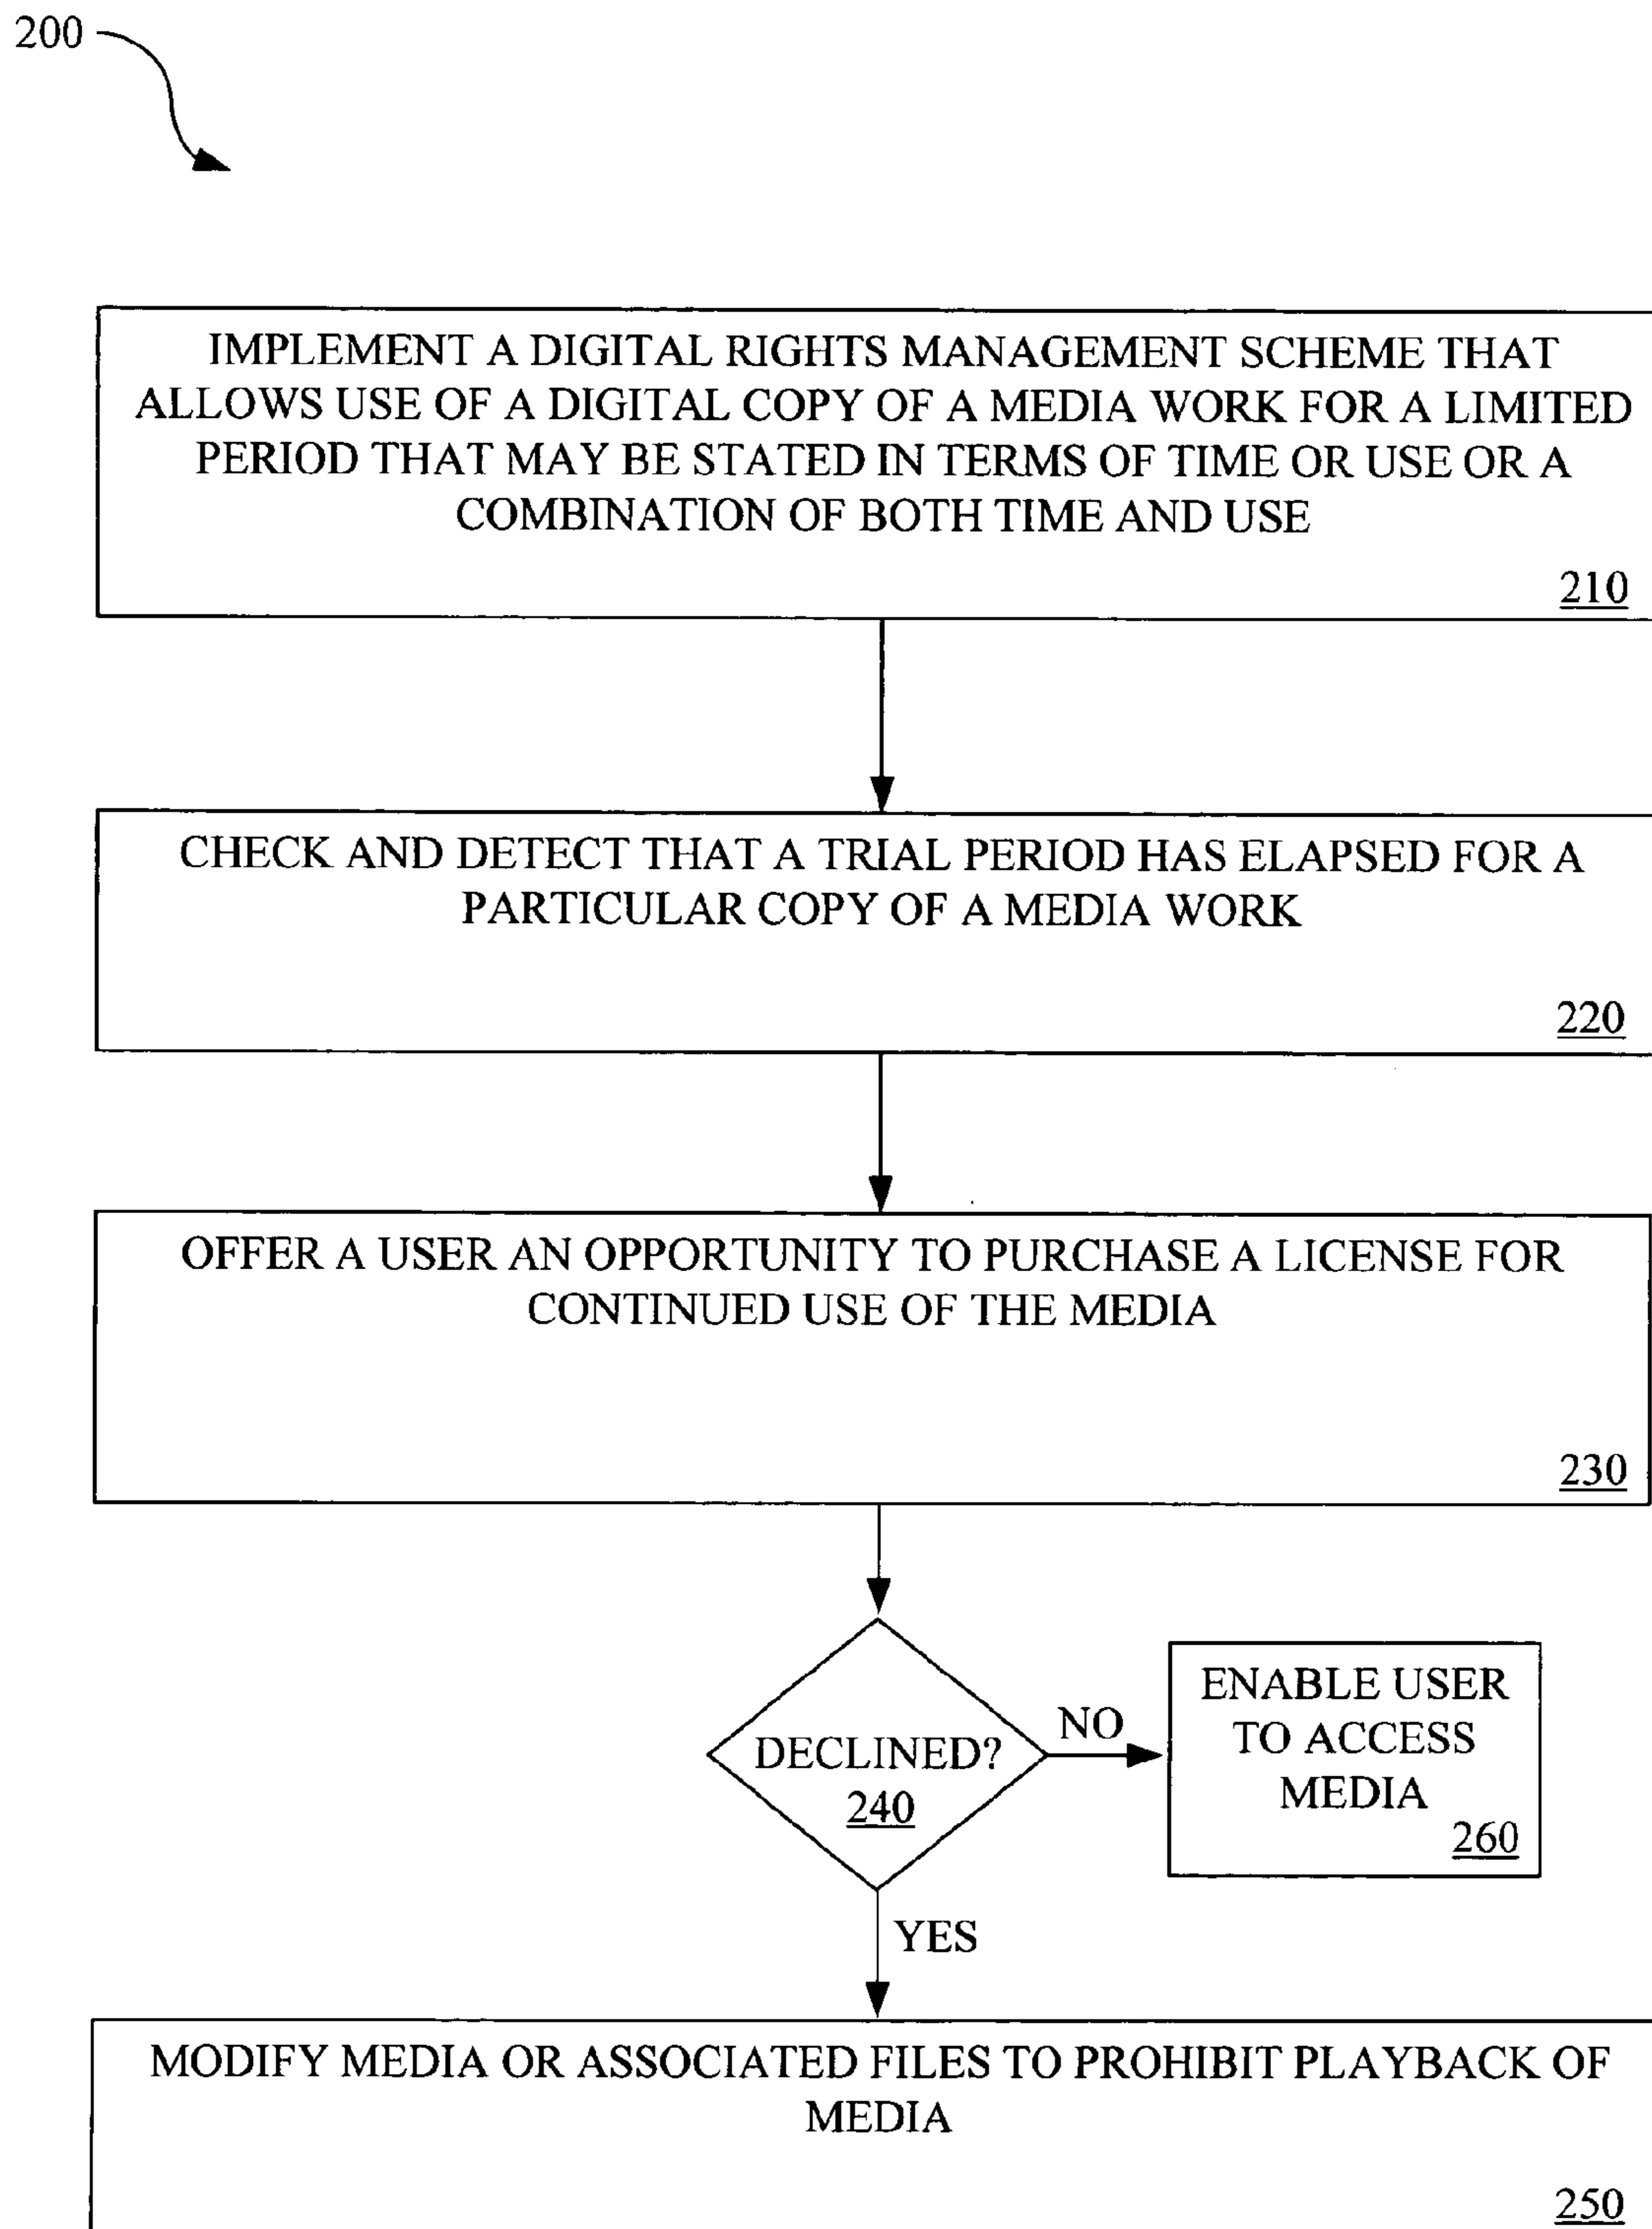 200
IMPLEMENT A DIGITAL RIGHTS MANAGEMENT SCHEME THAT
ALLOWS USE OF A DIGITAL COPY OF A MEDIA WORK FOR A LIMITED
PERIOD THAT MAY BE STATED IN TERMS OF TIME OR USE OR A
COMBINATION OF BOTH TIME AND USE
210
CHECK AND DETECT THAT A TRIAL PERIOD HAS ELAPSED FOR A
PARTICULAR COPY OF A MEDIA WORK
220
OFFER A USER AN OPPORTUNITY TO PURCHASE A LICENSE FOR
CONTINUED USE OF THE MEDIA
230
DECLINED?
240
NO
ENABLE USER
TO ACCESS
MEDIA
260
YES
MODIFY MEDIA OR ASSOCIATED FILES TO PROHIBIT PLAYBACK OF
MEDIA
250